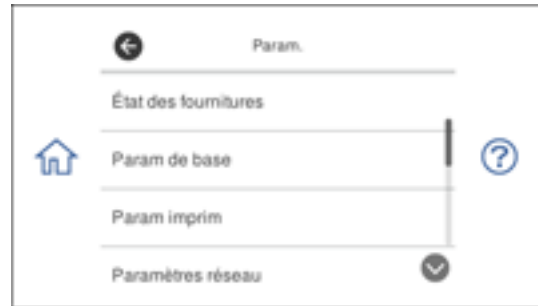 Param.
État des fournitures
Param de base
Param imprim
Paramètres réseau